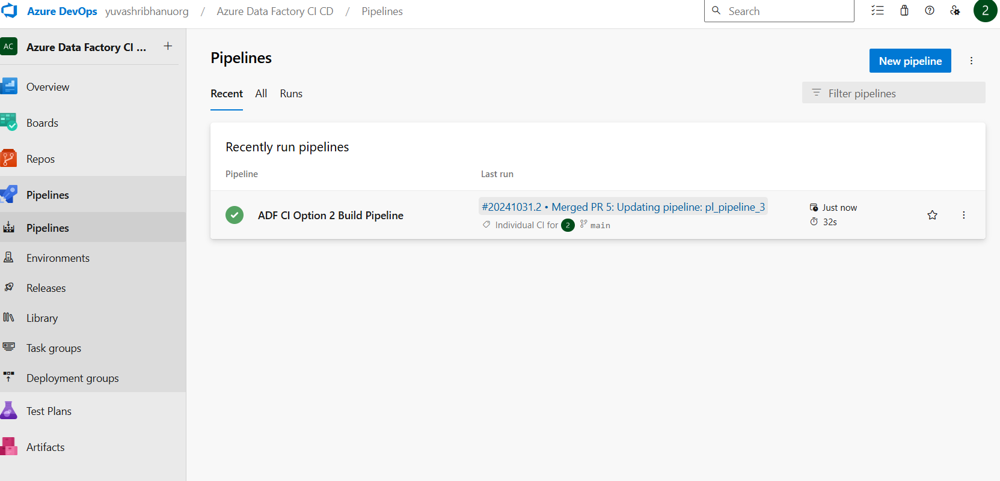 Azure DevOps yuvashribhanuorg / Azure Data Factory CI CD / Pipelines
Search
2
AC Azure Data Factory CI ... +
Overview
Boards
Repos
Pipelines
Pipelines
Environments
Releases
Library
Task groups
Deployment groups
Test Plans
Artifacts
Pipelines
New pipeline
Recent All Runs
Filter pipelines
Recently run pipelines
Pipeline Last run
ADF CI Option 2 Build Pipeline
#20241031.2 • Merged PR 5: Updating pipeline: pl_pipeline_3
Individual CI for 2 main
Just now
32s